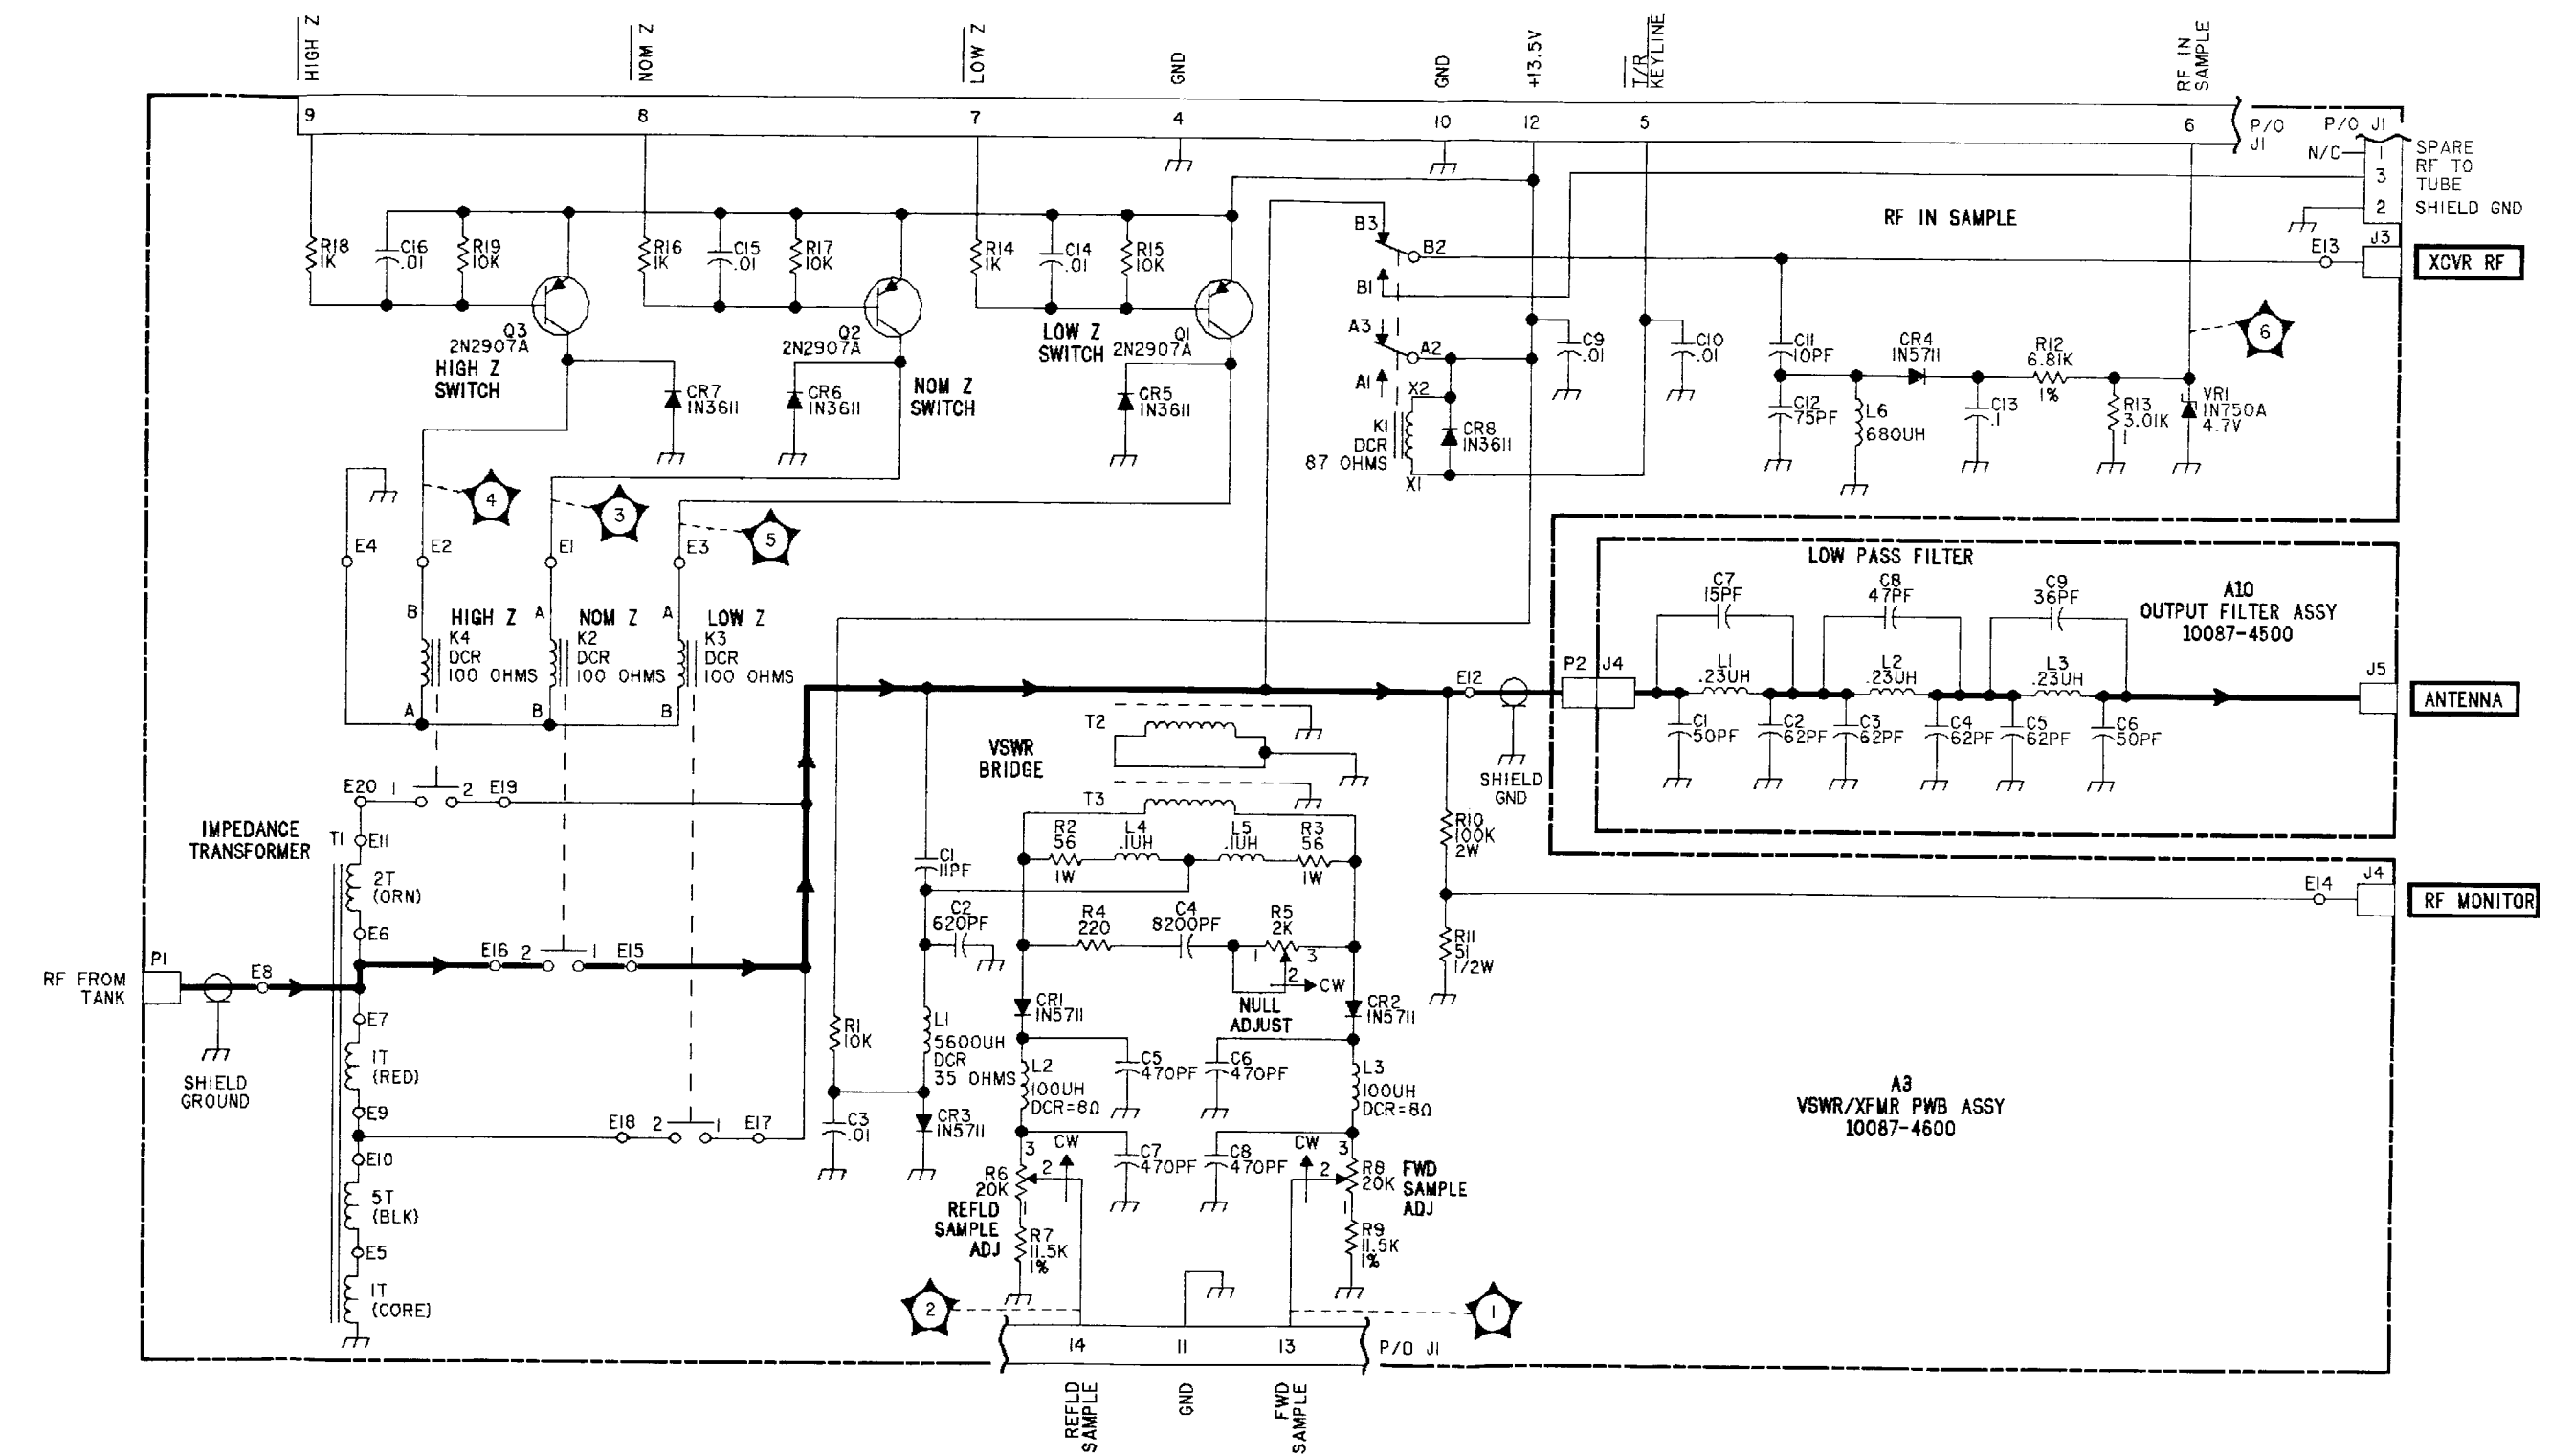 HIGH Z
NOM Z
LOW Z
GND
GND
+13.5V
T/R
KEYLINE
RF IN
SAMPLE
9
8
7
4
10
12
5
6
P/O
J1
P/O J1
N/C
1
3
2
SPARE
RF TO
TUBE
SHIELD GND
J3
E13
XCVR RF
RF IN SAMPLE
R18
1K
C16
.01
R19
10K
R16
1K
C15
.01
R17
10K
R14
1K
C14
.01
R15
10K
B3
B2
B1
A3
A2
A1
X2
X1
Q3
2N2907A
HIGH Z
SWITCH
Q2
2N2907A
NOM Z
SWITCH
LOW Z
SWITCH
Q1
2N2907A
CR7
1N3611
CR6
1N3611
CR5
1N3611
K1
DCR
87 OHMS
CR8
1N3611
C9
.01
C10
.01
C11
10PF
CR4
1N5711
R12
6.81K
1%
C12
75PF
L6
680UH
C13
.1
R13
3.01K
1
VR1
1N750A
4.7V
6
4
3
5
E4
E2
E1
E3
B
HIGH Z
K4
DCR
100 OHMS
A
A
NOM Z
K2
DCR
100 OHMS
B
A
LOW Z
K3
DCR
100 OHMS
B
LOW PASS FILTER
C7
15PF
C8
47PF
C9
36PF
A10
OUTPUT FILTER ASSY
10087-4500
P2
J4
L1
.23UH
L2
.23UH
L3
.23UH
J5
ANTENNA
C1
50PF
C2
62PF
C3
62PF
C4
62PF
C5
62PF
C6
50PF
E12
SHIELD
GND
T2
VSWR
BRIDGE
T3
E20
1
2
E19
IMPEDANCE
TRANSFORMER
T1
E11
2T
(ORN)
E6
R2
56
1W
L4
.1UH
L5
.1UH
R3
56
1W
R10
100K
2W
C1
11PF
C2
620PF
R4
220
C4
8200PF
R5
2K
1
3
2
CW
NULL
ADJUST
E14
J4
RF MONITOR
R11
51
1/2W
RF FROM
TANK
P1
E8
E16
2
1
E15
SHIELD
GROUND
E7
1T
(RED)
E9
E10
5T
(BLK)
E5
1T
(CORE)
E18
2
1
E17
R1
10K
L1
5600UH
DCR
35 OHMS
C3
.01
CR3
1N5711
CR1
1N5711
CR2
1N5711
L2
100UH
DCR=8Ω
C5
470PF
C6
470PF
L3
100UH
DCR=8Ω
C7
470PF
C8
470PF
3
CW
2
R6
20K
1
REFLD
SAMPLE
ADJ
R7
11.5K
1%
CW
3
2
R8
20K
1
FWD
SAMPLE
ADJ
R9
11.5K
1%
A3
VSWR/XFMR PWB ASSY
10087-4600
2
1
14
11
13
P/O J1
REFLD
SAMPLE
GND
FWD
SAMPLE